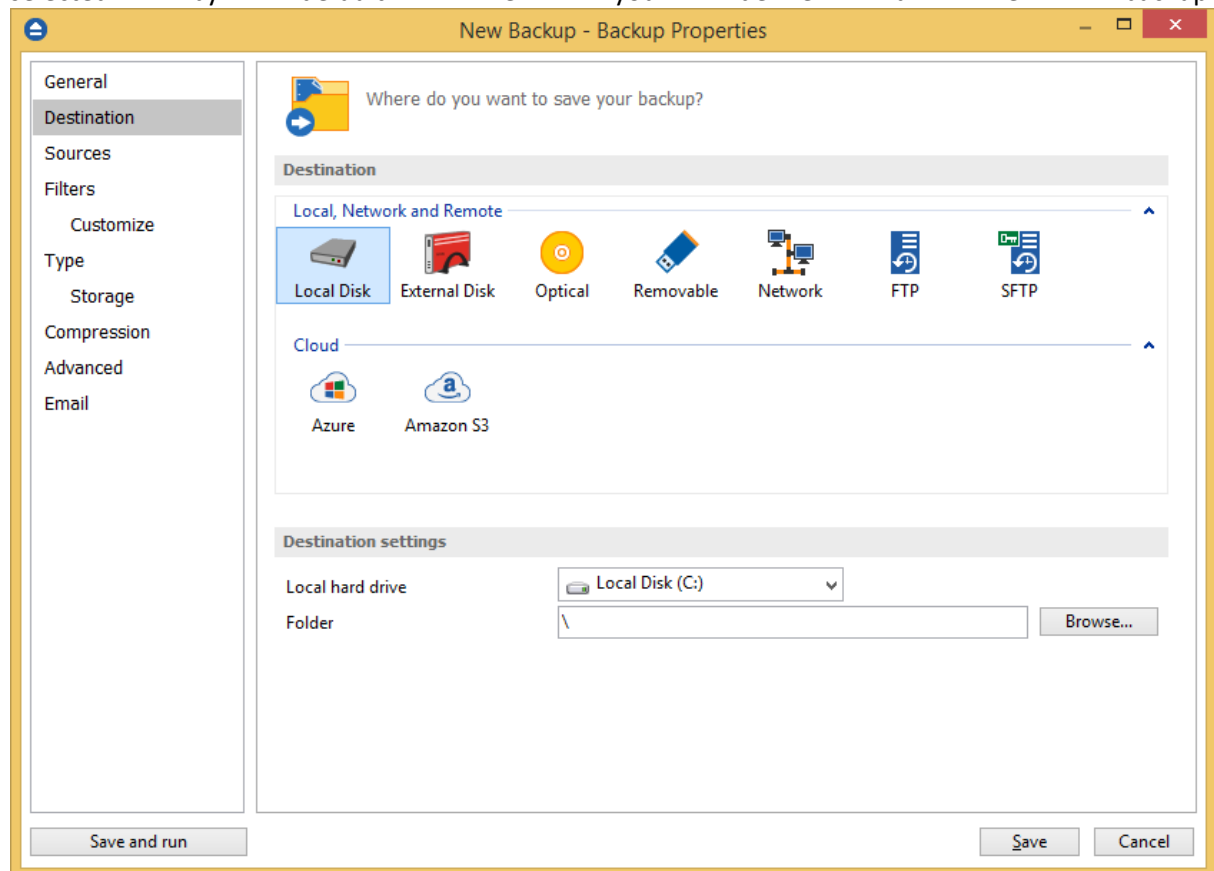 New Backup - Backup Properties
General
Destination
Sources
Filters
Customize
Type
Storage
Compression
Advanced
Email
Where do you want to save your backup?
Destination
Local, Network and Remote
Local Disk External Disk Optical Removable Network FTP SFTP
Cloud
Azure Amazon S3
Destination settings
Local hard drive Local Disk (C:)
Folder \ Browse...
Save and run Save Cancel